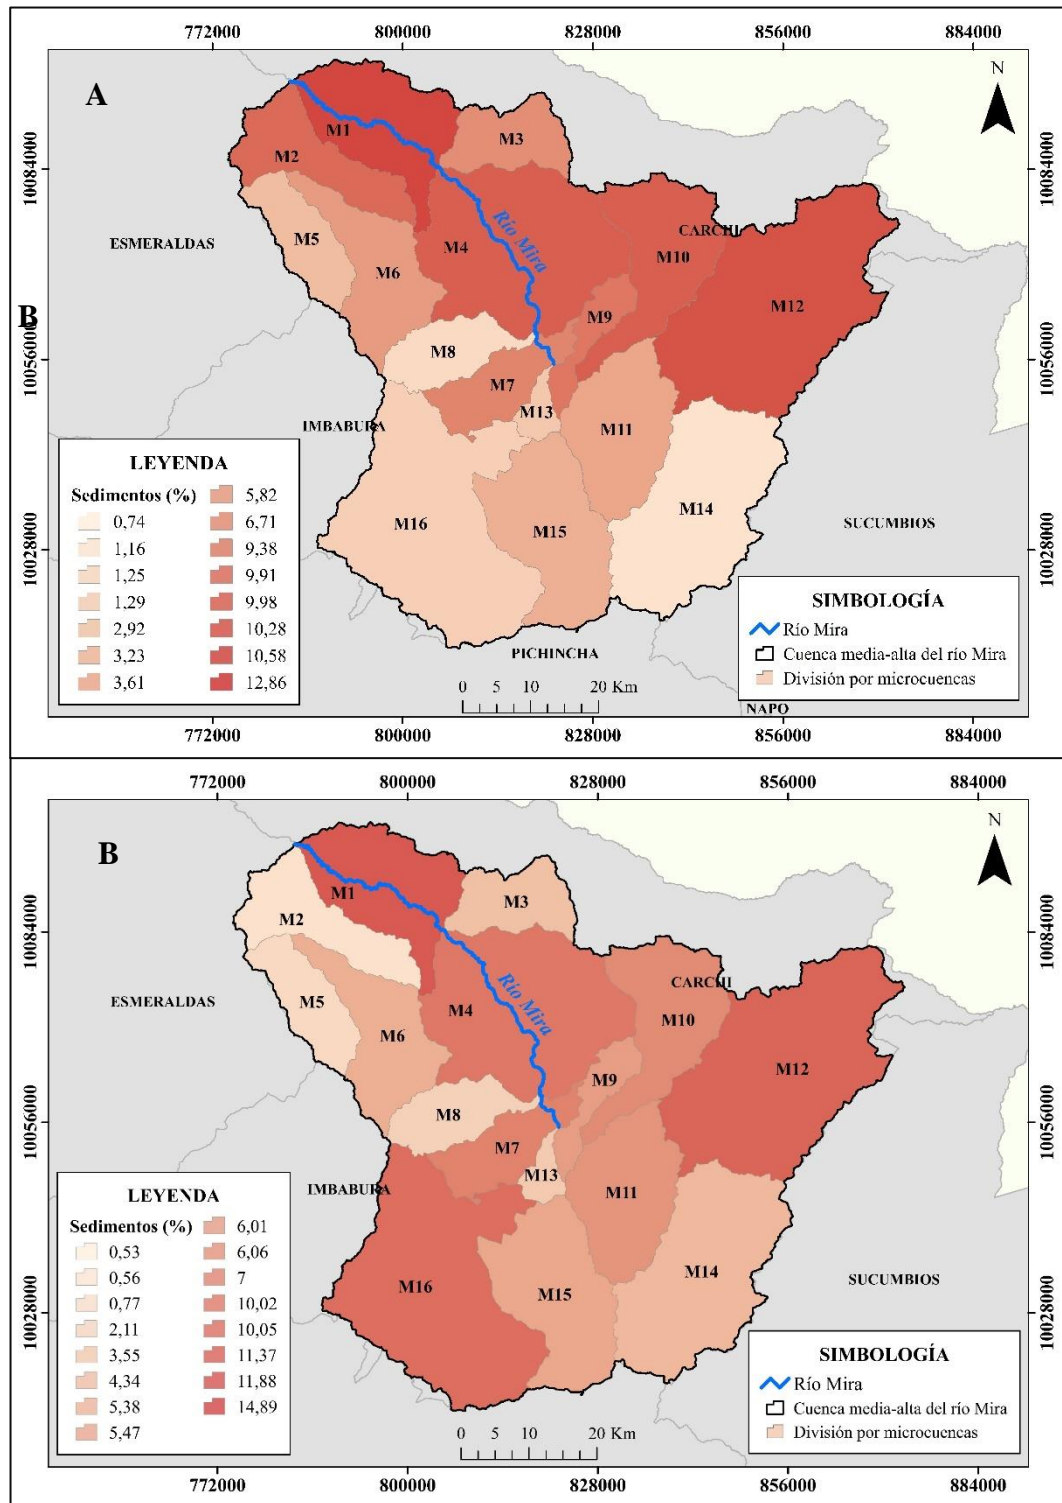 772000 800000 828000 856000 884000
A
N
M1
M3
M2
10084000
10084000
Río Mira
CARCHI
ESMERALDAS
M5
M4
M10
M6
M9
M12
B
M8
10056000
10056000
M7
M13
IMBABURA
M11
LEYENDA
Sedimentos (%)
0,74
1,16
1,25
1,29
2,92
3,23
3,61
5,82
6,71
9,38
9,91
9,98
10,28
10,58
12,86
M14
M16
M15
SUCUMBIOS
10028000
10028000
SIMBOLOGÍA
Río Mira
Cuenca media-alta del río Mira
División por microcuencas
PICHINCHA
0 5 10 20 Km
NAPO
772000 800000 828000 856000 884000
772000 800000 828000 856000 884000
B
N
M1
M3
M2
10084000
10084000
Río Mira
CARCHI
ESMERALDAS
M5
M4
M10
M6
M9
M12
M8
10056000
10056000
M7
M13
IMBABURA
M11
LEYENDA
Sedimentos (%)
0,53
0,56
0,77
2,11
3,55
4,34
5,38
5,47
6,01
6,06
7
10,02
10,05
11,37
11,88
14,89
M14
M16
M15
SUCUMBIOS
10028000
10028000
SIMBOLOGÍA
Río Mira
Cuenca media-alta del río Mira
División por microcuencas
0 5 10 20 Km
772000 800000 828000 856000 884000